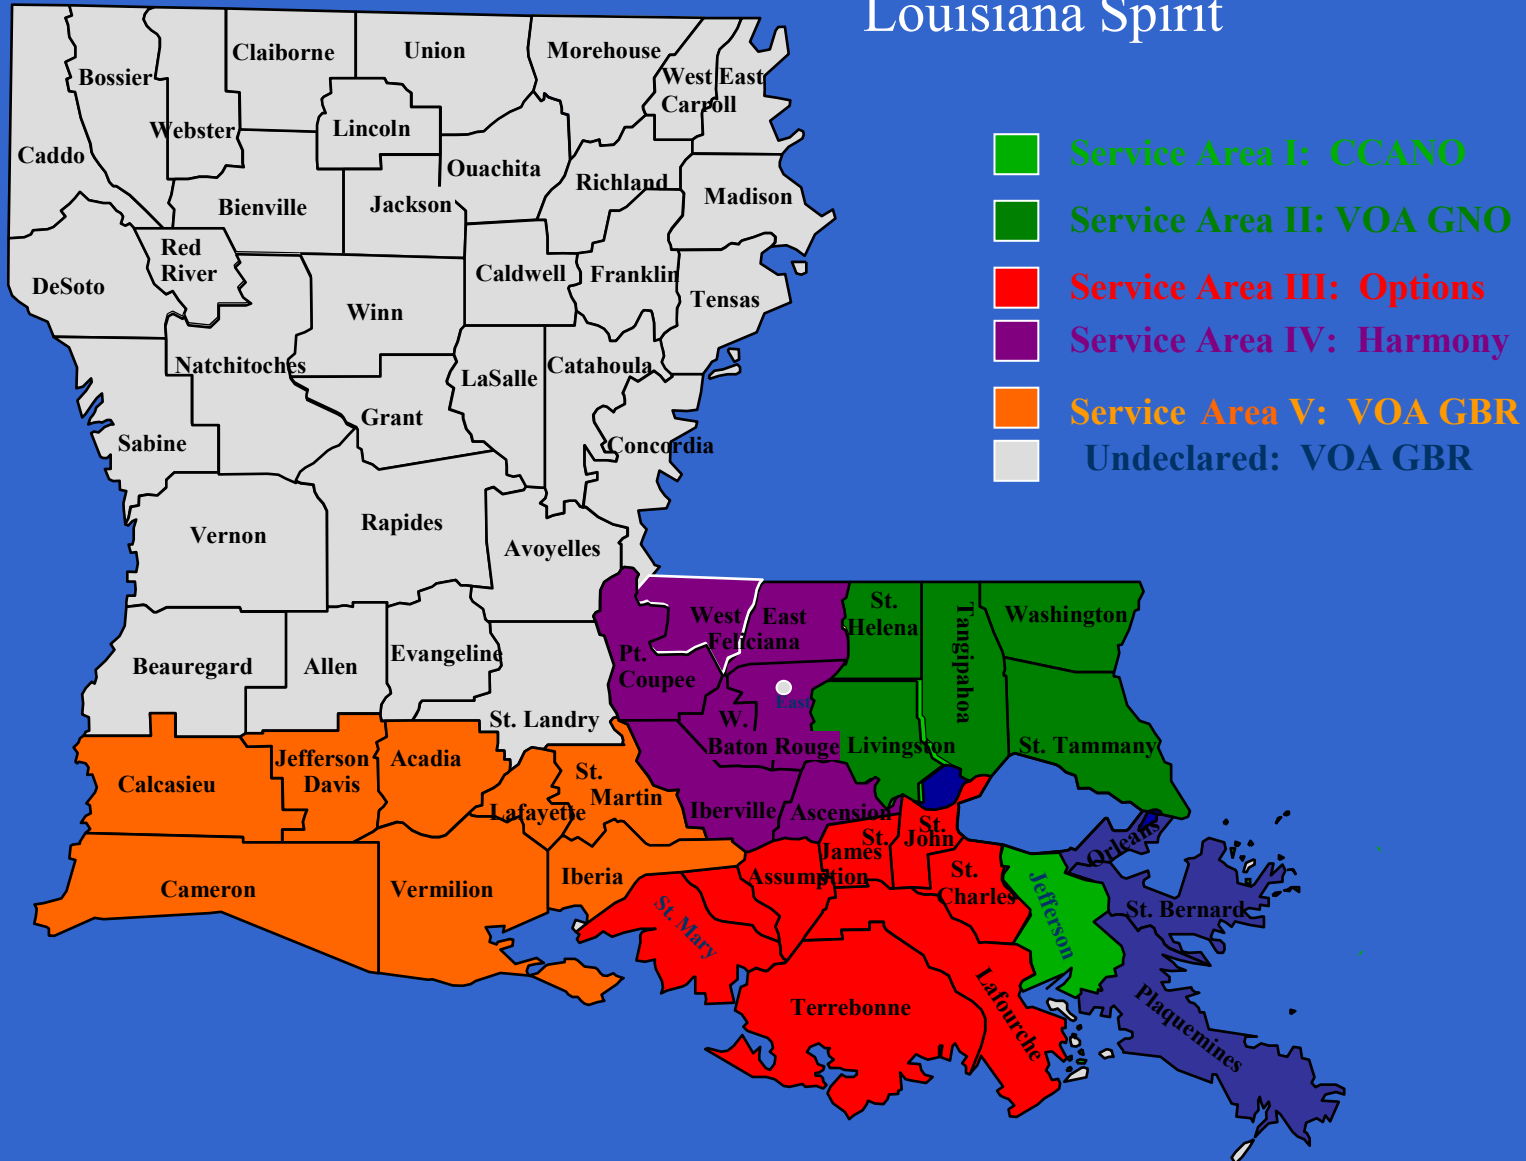 Louisiana Spirit
Service Area I: CCANO
Service Area II: VOA GNO
Service Area III: Options
Service Area IV: Harmony
Service Area V: VOA GBR
Undeclared: VOA GBR
Claiborne
Union
Morehouse
West East
Carroll
Bossier
Webster
Lincoln
Caddo
Ouachita
Richland
Madison
Bienville
Jackson
Red
River
DeSoto
Caldwell
Franklin
Tensas
Winn
Natchitoches
LaSalle
Catahoula
Grant
Sabine
Concordia
Vernon
Rapides
Avoyelles
Beauregard
Allen
Evangeline
St. Landry
Pt.
Coupee
West East
Feliciana
St.
Helena
Tangipahoa
Washington
East
W.
Baton Rouge
Livingston
St. Tammany
Calcasieu
Jefferson
Davis
Acadia
Lafayette
St.
Martin
Iberville
Ascension
St.
James
St.
John
Orleans
Cameron
Vermilion
Iberia
Assumption
St.
Charles
Jefferson
St. Bernard
St. Mary
Terrebonne
Lafourche
Plaquemines